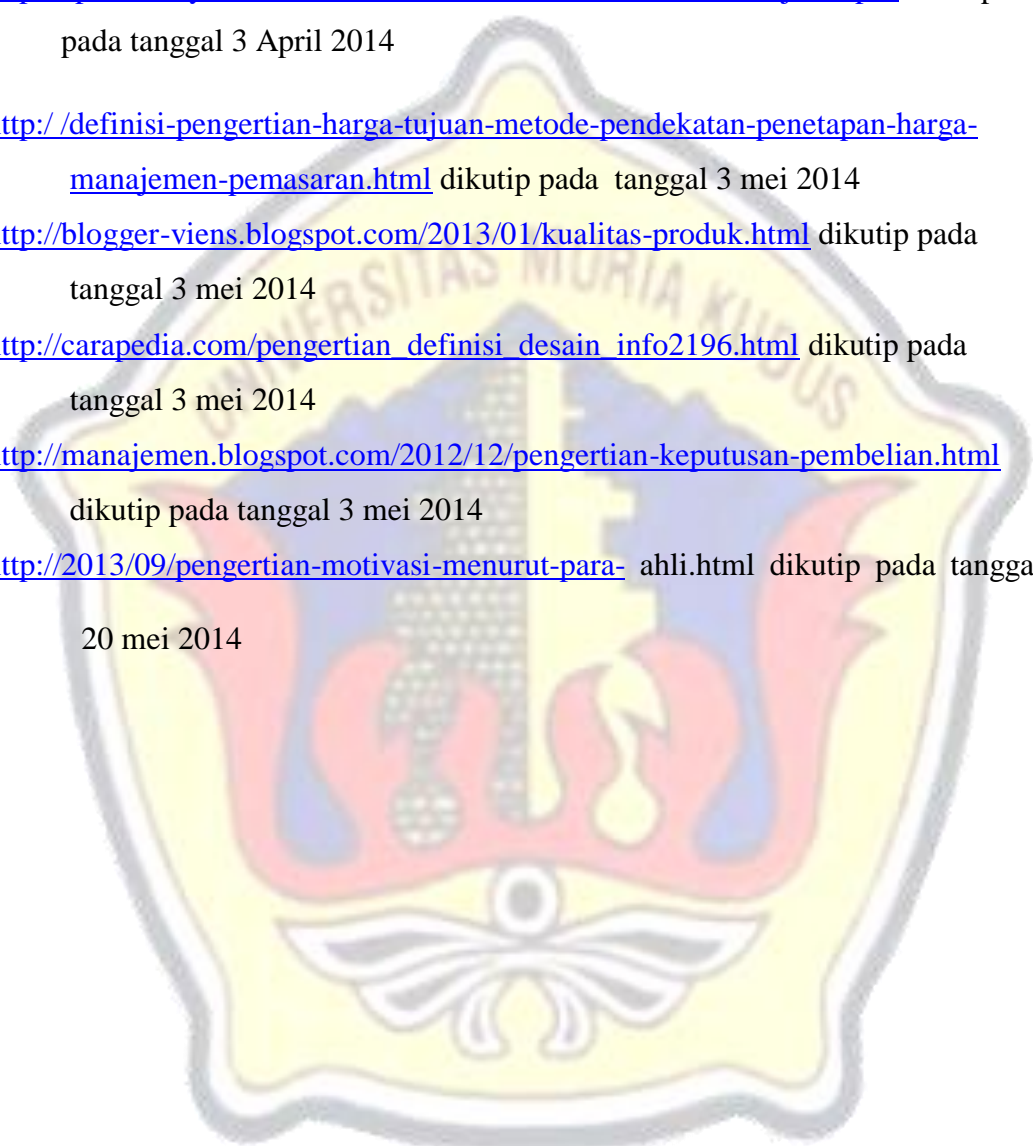 pada tanggal 3 April 2014
ttp:/ /definisi-pengertian-harga-tujuan-metode-pendekatan-penetapan-harga-
manajemen-pemasaran.html dikutip pada tanggal 3 mei 2014
ttp://blogger-viens.blogspot.com/2013/01/kualitas-produk.html dikutip pada
tanggal 3 mei 2014
ttp://carapedia.com/pengertian_definisi_desain_info2196.html dikutip pada
tanggal 3 mei 2014
ttp://manajemen.blogspot.com/2012/12/pengertian-keputusan-pembelian.html
dikutip pada tanggal 3 mei 2014
ttp://2013/09/pengertian-motivasi-menurut-para- ahli.html dikutip pada tangga
20 mei 2014
UNIVERSITAS MURIA KUDUS